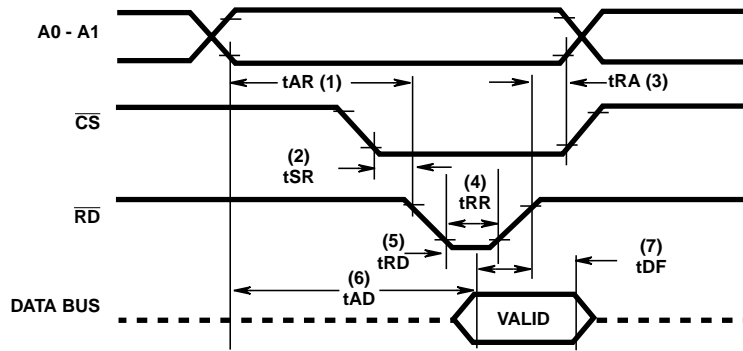 A0 - A1
tAR (1)
tRA (3)
CS
(2)
tSR
(4)
tRR
RD
(5)
tRD
(7)
tDF
(6)
tAD
DATA BUS
VALID